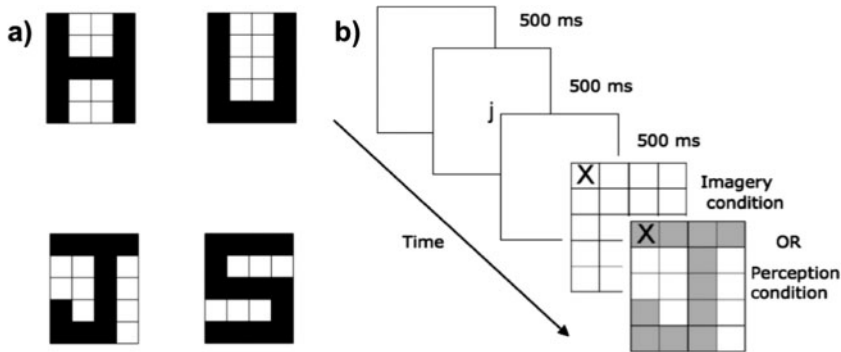 a)
b)
500 ms
j
500 ms
500 ms
X
Imagery
condition
X
OR
Perception
condition
Time
H
U
J
S